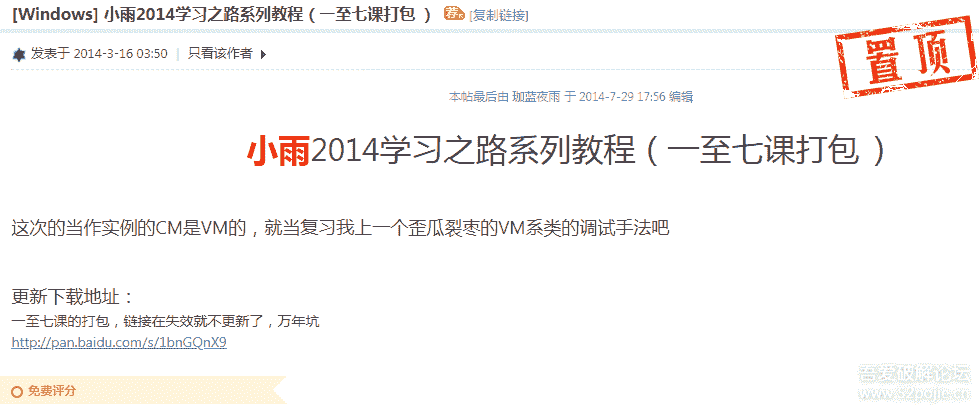 [Windows] 小雨2014学习之路系列教程（一至七课打包 ） 荐 [复制链接]
发表于 2014-3-16 03:50 | 只看该作者
置顶
本帖最后由 珈蓝夜雨 于 2014-7-29 17:56 编辑
小雨2014学习之路系列教程（一至七课打包 ）
这次的当作实例的CM是VM的，就当复习我上一个歪瓜裂枣的VM系类的调试手法吧
更新下载地址：
一至七课的打包，链接在失效就不更新了，万年坑
http://pan.baidu.com/s/1bnGQnX9
免费评分
吾爱破解论坛
www.52pojie.cn